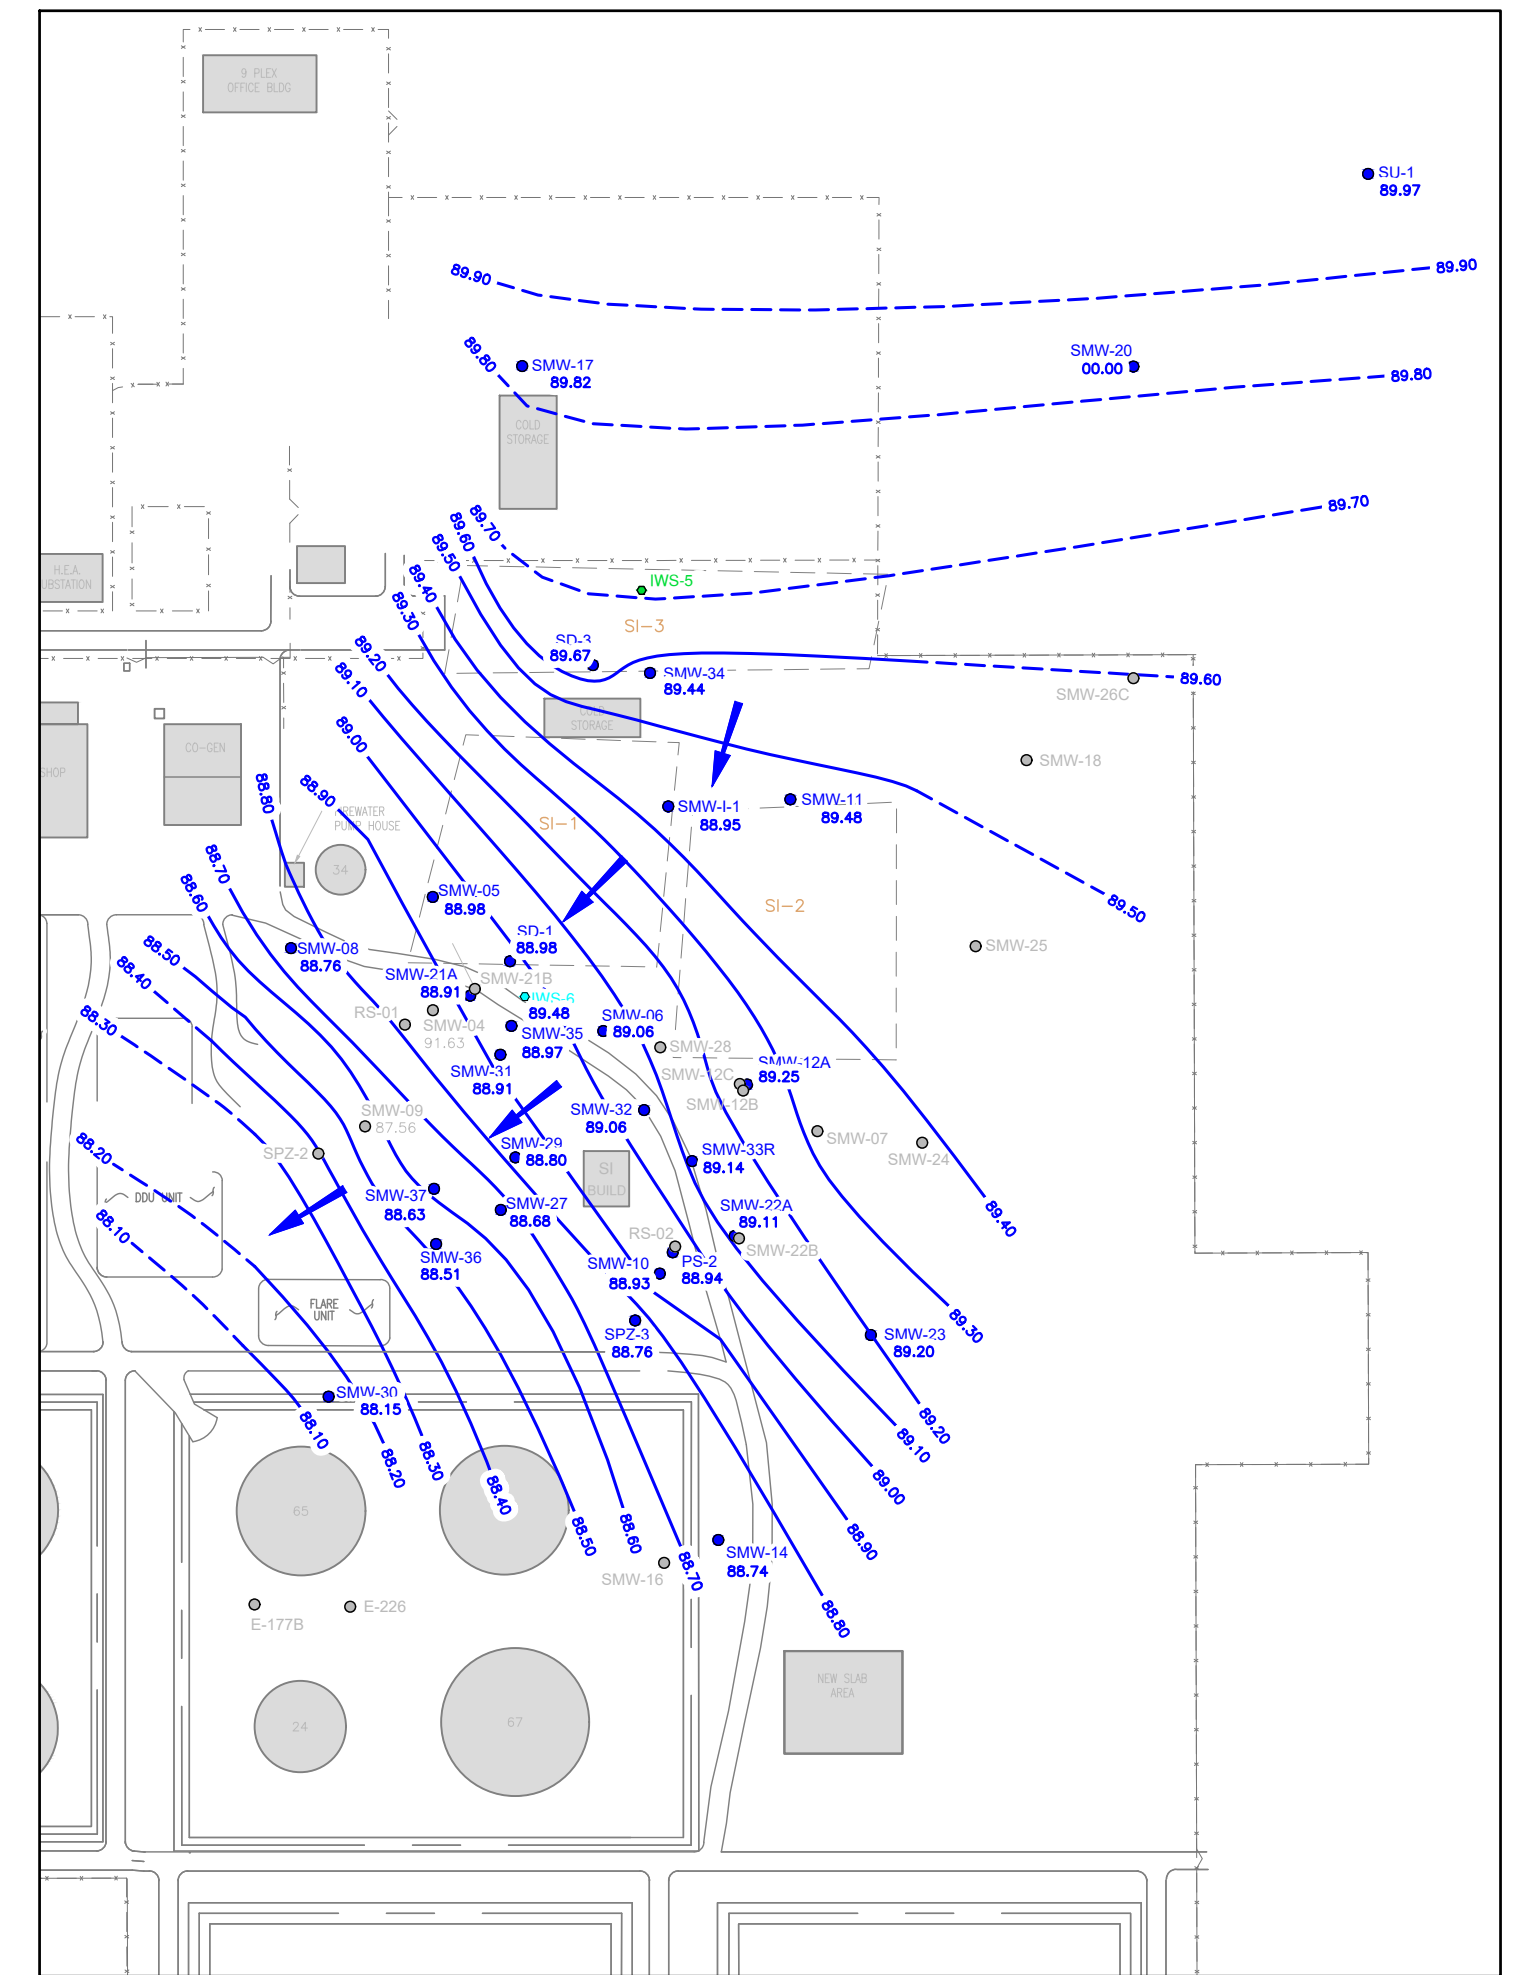 9 PLEX
OFFICE BLDG
SU-1
89.97
89.90
89.90
89.80
SMW-17
89.82
SMW-20
00.00
89.80
COLD
STORAGE
89.70
89.60
89.50
89.70
89.40
89.30
H.E.A.
UBSTATION
IWS-5
SI-3
89.20
89.10
SD-3
89.67
SMW-34
89.44
89.60
SMW-26C
COLD
STORAGE
89.00
CO-GEN
SHOP
88.80
88.90
SMW-18
FIREWATER
PUMP HOUSE
SI-1
SMW-I-1
88.95
SMW-11
89.48
88.70
88.60
34
SMW-05
88.98
SI-2
89.50
88.50
88.40
SMW-08
88.76
SD-1
88.98
SMW-25
SMW-21A
88.91
SMW-21B
IWS-6
89.48
88.30
RS-01
SMW-04
91.63
SMW-35
88.97
SMW-06
89.06
SMW-28
SMW-31
88.91
SMW-12C
SMW-12A
89.25
SMW-12B
SMW-09
87.56
SMW-32
89.06
SMW-07
SMW-24
88.20
SPZ-2
SMW-29
88.80
SMW-33R
89.14
SI
BUILD
DDU UNIT
SMW-37
88.63
SMW-27
88.68
SMW-22A
89.11
89.40
88.10
RS-02
SMW-22B
SMW-36
88.51
SMW-10
88.93
PS-2
88.94
FLARE
UNIT
SPZ-3
88.76
89.30
SMW-23
89.20
SMW-30
88.15
88.10
88.20
88.30
88.40
89.20
89.10
89.00
65
88.50
88.60
88.70
88.90
SMW-14
88.74
SMW-16
88.80
E-177B
E-226
NEW SLAB
AREA
24
67